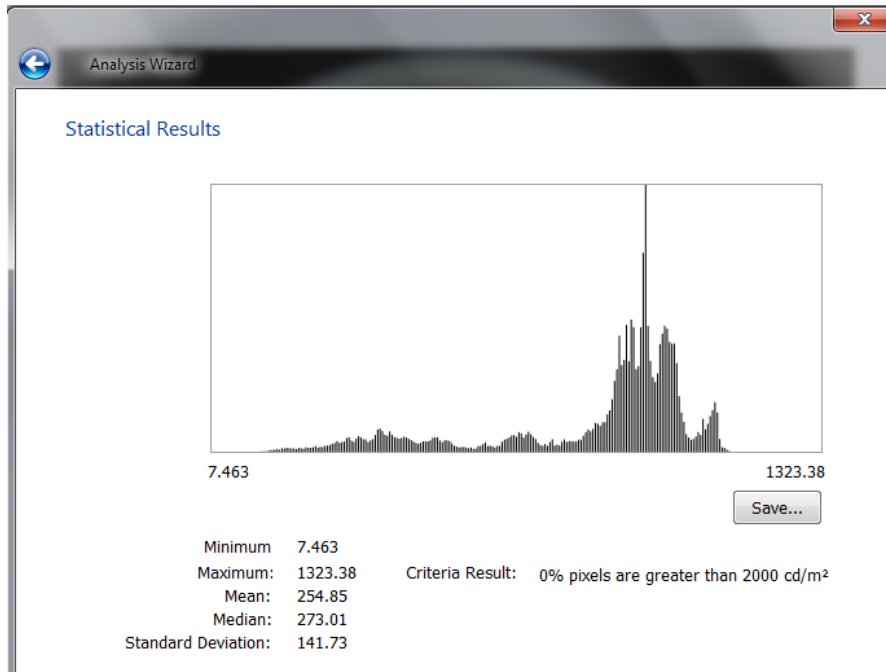 Analysis Wizard
Statistical Results
7.463 1323.38
Save...
Minimum 7.463
Maximum: 1323.38 Criteria Result: 0% pixels are greater than 2000 cd/m²
Mean: 254.85
Median: 273.01
Standard Deviation: 141.73